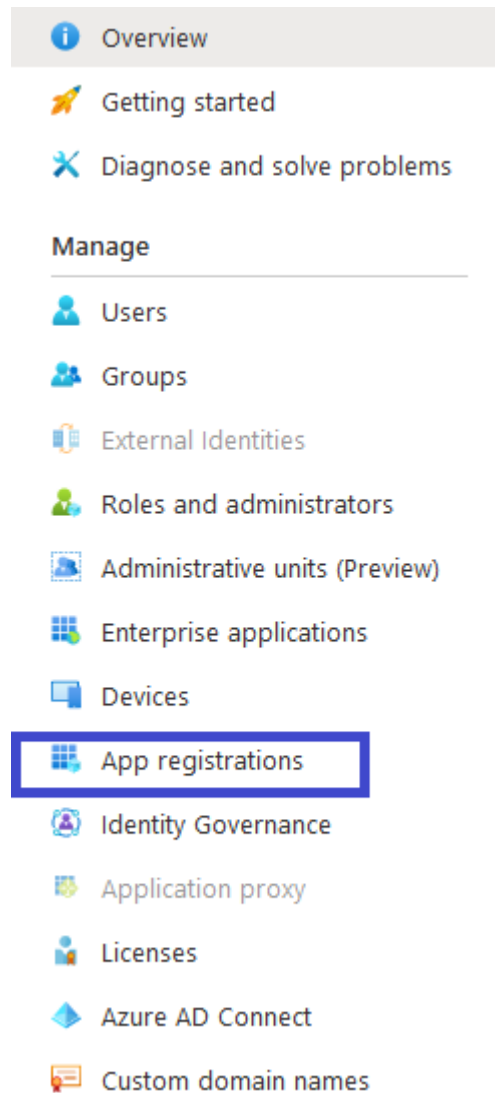 Overview
Getting started
Diagnose and solve problems
Manage
Users
Groups
External Identities
Roles and administrators
Administrative units (Preview)
Enterprise applications
Devices
App registrations
Identity Governance
Application proxy
Licenses
Azure AD Connect
Custom domain names